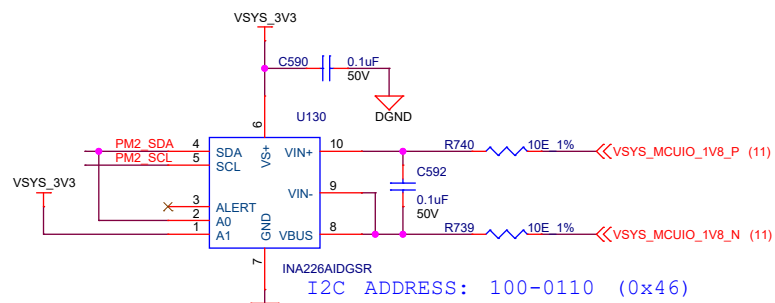 VSYS_3V3
C590
0.1uF
50V
DGND
U130
6
VS+
PM2_SDA
4
SDA
PM2_SCL
5
SCL
VIN+
10
R740
10E_1%
VSYS_MCUIO_1V8_P (11)
C592
0.1uF
50V
VSYS_3V3
VIN-
9
3
ALERT
2
A0
1
A1
GND
7
VBUS
8
R739
10E_1%
VSYS_MCUIO_1V8_N (11)
INA226AIDGSR
I2C ADDRESS: 100-0110 (0x46)